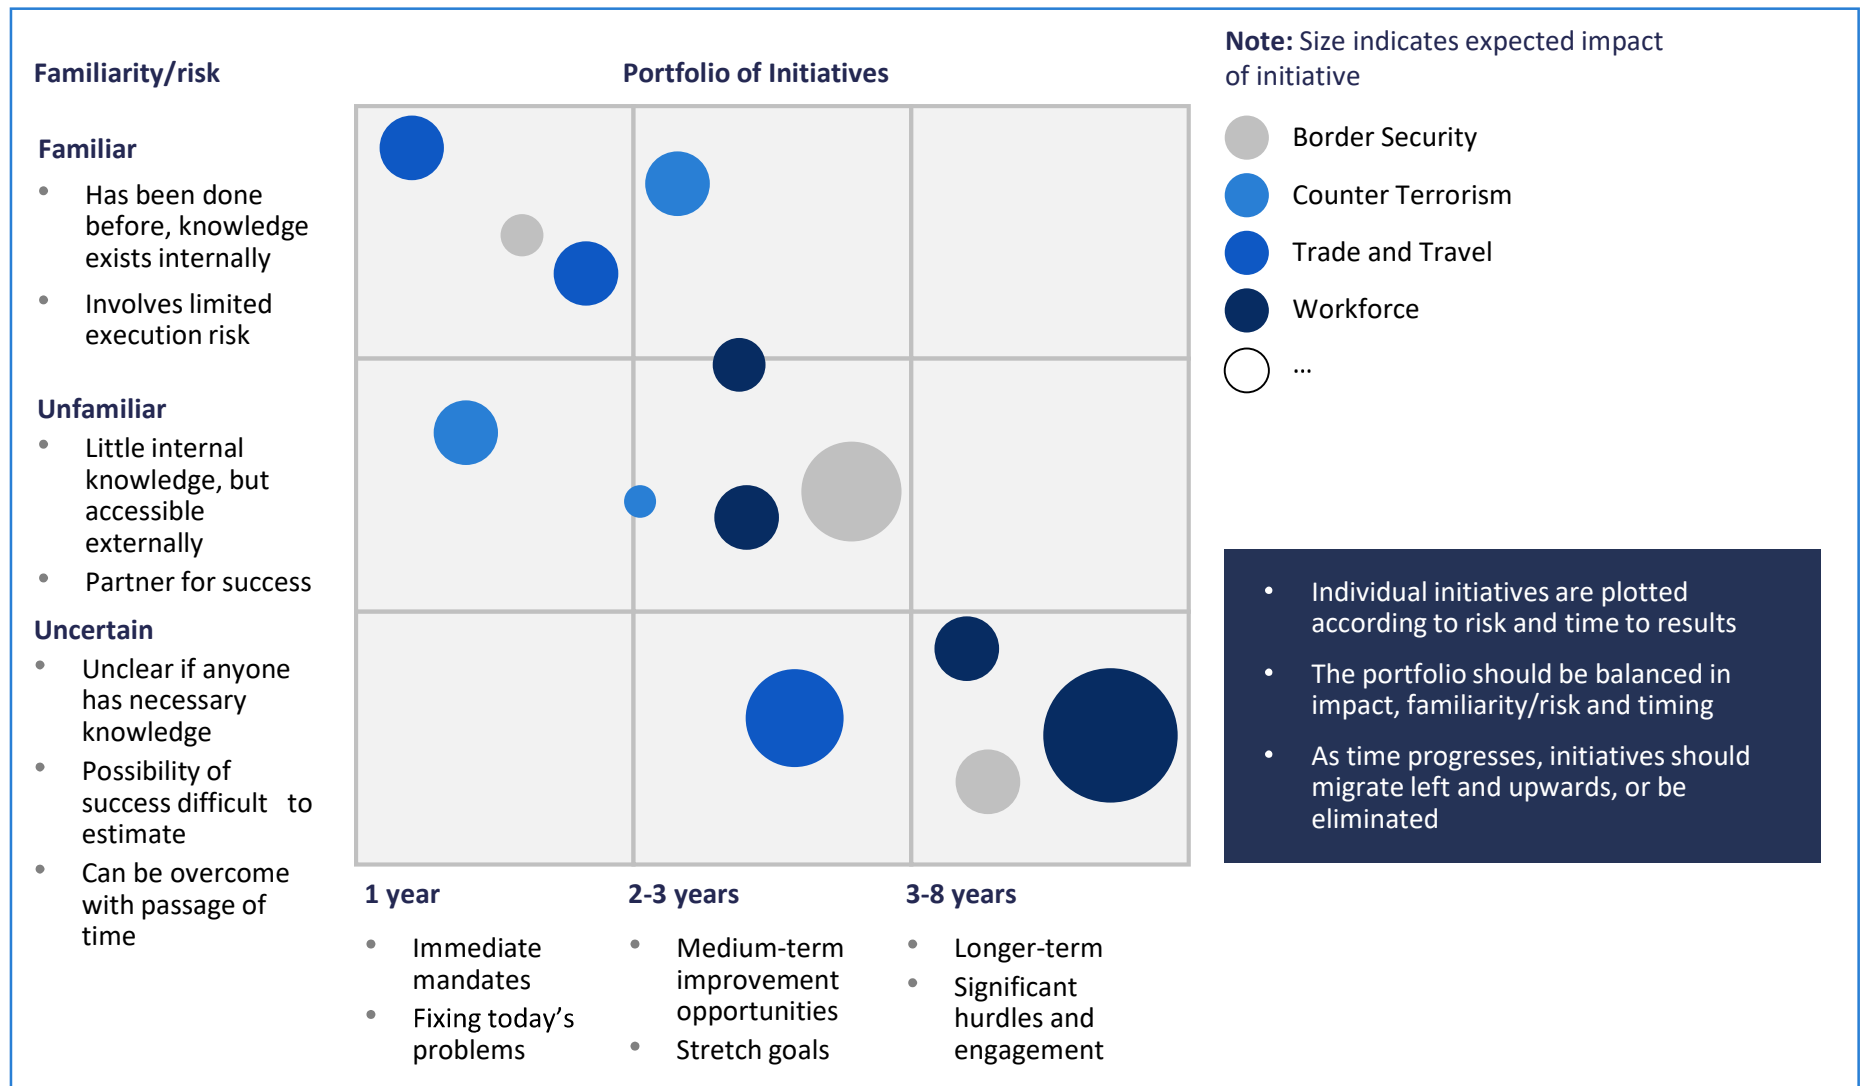 Familiarity/risk
Portfolio of Initiatives
Note: Size indicates expected impact
of initiative
Familiar
• Has been done
before, knowledge
exists internally
• Involves limited
execution risk
Unfamiliar
• Little internal
knowledge, but
accessible
externally
• Partner for success
Uncertain
• Unclear if anyone
has necessary
knowledge
• Possibility of
success difficult to
estimate
• Can be overcome
with passage of
time
1 year
• Immediate
mandates
• Fixing today’s
problems
2-3 years
• Medium-term
improvement
opportunities
• Stretch goals
3-8 years
• Longer-term
• Significant
hurdles and
engagement
Border Security
Counter Terrorism
Trade and Travel
Workforce
...
• Individual initiatives are plotted
according to risk and time to results
• The portfolio should be balanced in
impact, familiarity/risk and timing
• As time progresses, initiatives should
migrate left and upwards, or be
eliminated